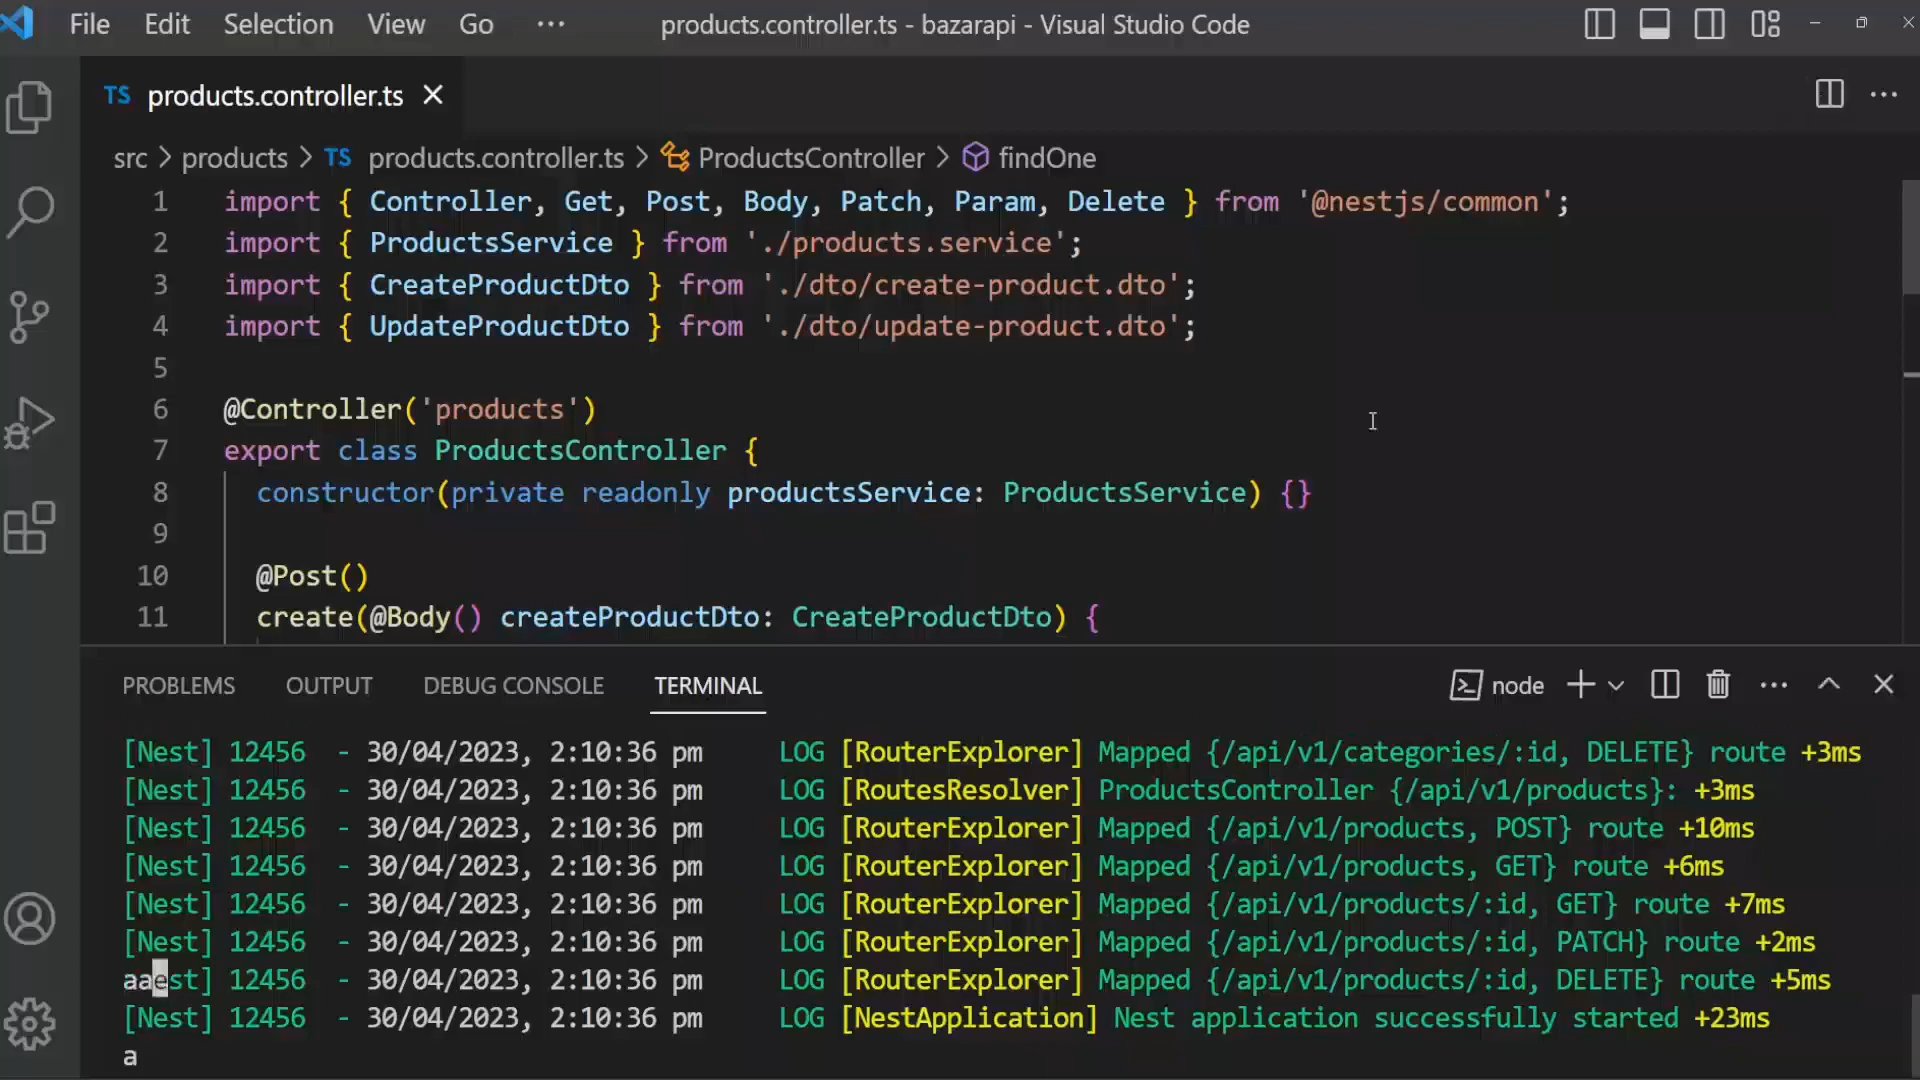 File Edit Selection View Go ··· products.controller.ts - bazarapi - Visual Studio Code
TS products.controller.ts
src > products > TS products.controller.ts > ProductsController > findOne
1 import { Controller, Get, Post, Body, Patch, Param, Delete } from '@nestjs/common';
2 import { ProductsService } from './products.service';
3 import { CreateProductDto } from './dto/create-product.dto';
4 import { UpdateProductDto } from './dto/update-product.dto';
5
6 @Controller('products')
7 export class ProductsController {
8 constructor(private readonly productsService: ProductsService) {}
9
10 @Post()
11 create(@Body() createProductDto: CreateProductDto) {
PROBLEMS OUTPUT DEBUG CONSOLE TERMINAL node
[Nest] 12456 - 30/04/2023, 2:10:36 pm LOG [RouterExplorer] Mapped {/api/v1/categories/:id, DELETE} route +3ms
[Nest] 12456 - 30/04/2023, 2:10:36 pm LOG [RoutesResolver] ProductsController {/api/v1/products}: +3ms
[Nest] 12456 - 30/04/2023, 2:10:36 pm LOG [RouterExplorer] Mapped {/api/v1/products, POST} route +10ms
[Nest] 12456 - 30/04/2023, 2:10:36 pm LOG [RouterExplorer] Mapped {/api/v1/products, GET} route +6ms
[Nest] 12456 - 30/04/2023, 2:10:36 pm LOG [RouterExplorer] Mapped {/api/v1/products/:id, GET} route +7ms
[Nest] 12456 - 30/04/2023, 2:10:36 pm LOG [RouterExplorer] Mapped {/api/v1/products/:id, PATCH} route +2ms
aaest] 12456 - 30/04/2023, 2:10:36 pm LOG [RouterExplorer] Mapped {/api/v1/products/:id, DELETE} route +5ms
[Nest] 12456 - 30/04/2023, 2:10:36 pm LOG [NestApplication] Nest application successfully started +23ms
a